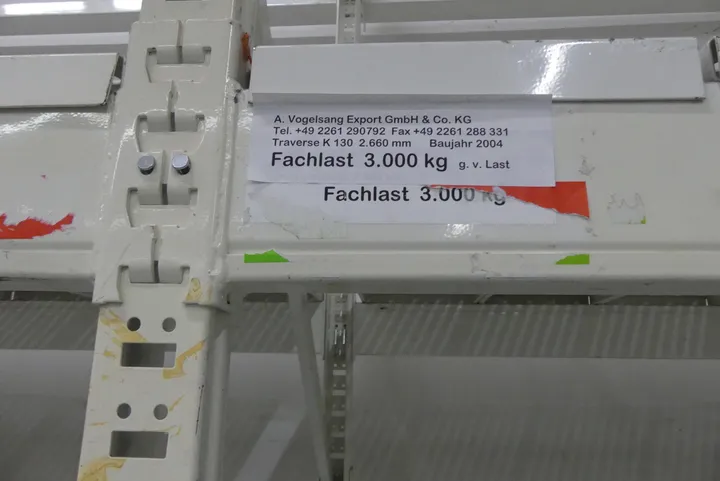 A. Vogelsang Export GmbH & Co. KG
Tel. +49 2261 290792 Fax +49 2261 288 331
Traverse K 130 2.660 mm Baujahr 2004
Fachlast 3.000 kg g. v. Last
Fachlast 3.000 kg